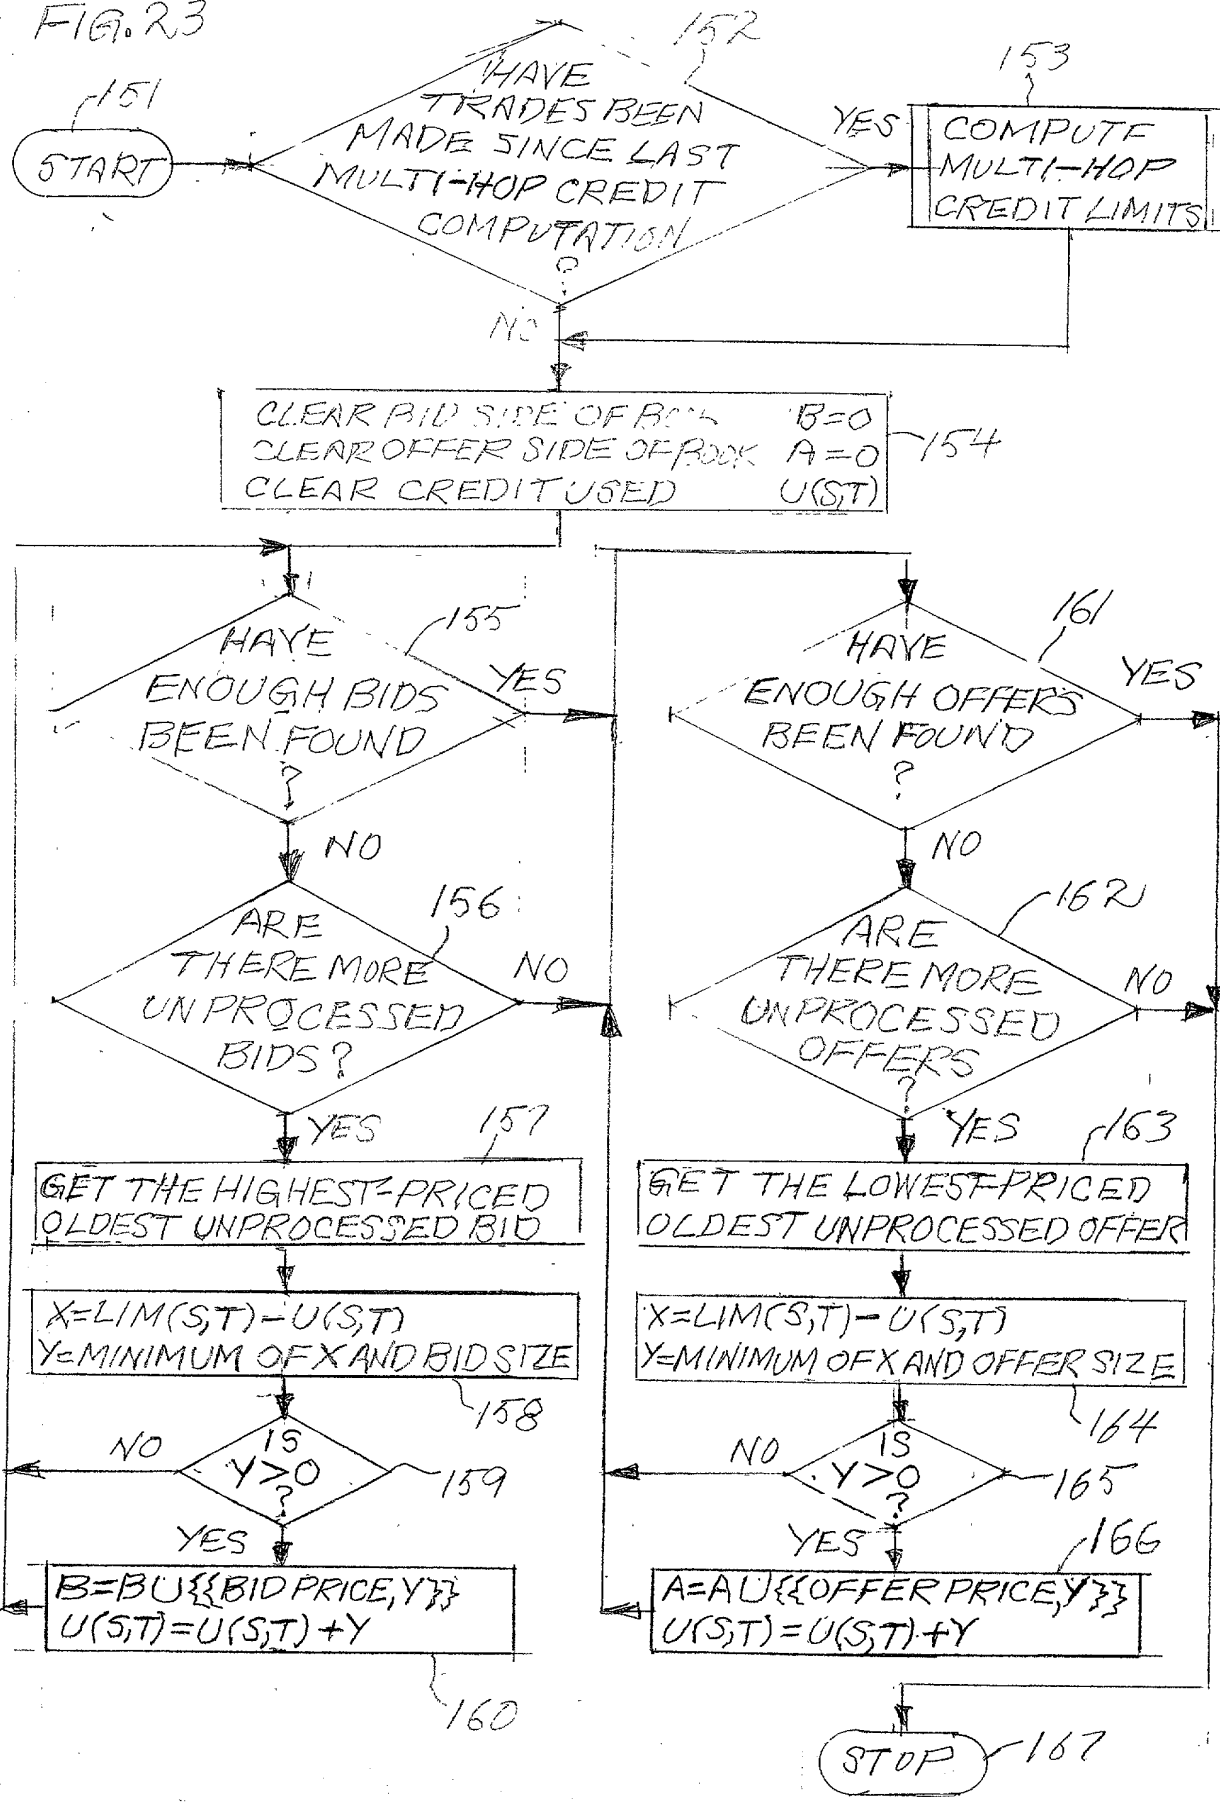 FIG. 23
151
START
152
HAVE
TRADES BEEN
MADE SINCE LAST
MULTI-HOP CREDIT
COMPUTATION
?
YES
NO
153
COMPUTE
MULTI-HOP
CREDIT LIMITS
CLEAR BID SIDE OF BOOK B=0
CLEAR OFFER SIDE OF BOOK A=0
CLEAR CREDIT USED U(S,T)
154
155
HAVE
ENOUGH BIDS
BEEN FOUND
?
YES
NO
156
ARE
THERE MORE
UNPROCESSED
BIDS?
NO
YES
157
GET THE HIGHEST-PRICED
OLDEST UNPROCESSED BID
X=LIM(S,T)-U(S,T)
Y=MINIMUM OF X AND BID SIZE
158
IS
Y>0
?
NO
159
YES
B=BU{{BID PRICE,Y}}
U(S,T)=U(S,T)+Y
160
161
HAVE
ENOUGH OFFERS
BEEN FOUND
?
YES
NO
162
ARE
THERE MORE
UNPROCESSED
OFFERS
?
NO
YES
163
GET THE LOWEST-PRICED
OLDEST UNPROCESSED OFFER
X=LIM(S,T)-U(S,T)
Y=MINIMUM OF X AND OFFER SIZE
164
IS
Y>0
?
NO
165
YES
166
A=AU{{OFFER PRICE,Y}}
U(S,T)=U(S,T)+Y
STOP
167